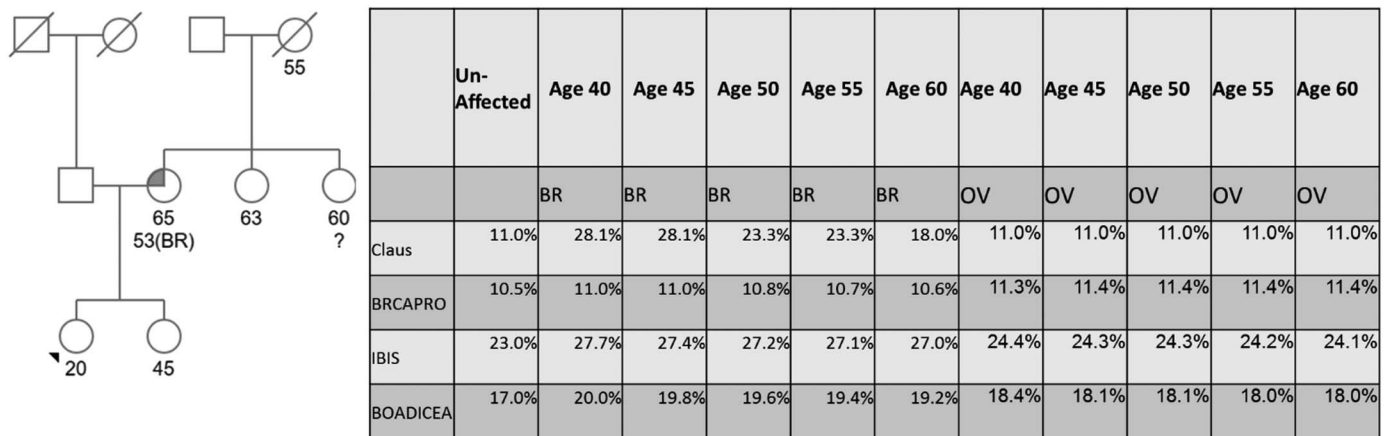 55
65 63 60
53(BR) ?
20 45
Un-Affected Age 40 Age 45 Age 50 Age 55 Age 60 Age 40 Age 45 Age 50 Age 55 Age 60
BR BR BR BR BR OV OV OV OV OV
Claus 11.0% 28.1% 28.1% 23.3% 23.3% 18.0% 11.0% 11.0% 11.0% 11.0% 11.0%
BRCAPRO 10.5% 11.0% 11.0% 10.8% 10.7% 10.6% 11.3% 11.4% 11.4% 11.4% 11.4%
IBIS 23.0% 27.7% 27.4% 27.2% 27.1% 27.0% 24.4% 24.3% 24.3% 24.2% 24.1%
BOADICEA 17.0% 20.0% 19.8% 19.6% 19.4% 19.2% 18.4% 18.1% 18.1% 18.0% 18.0%